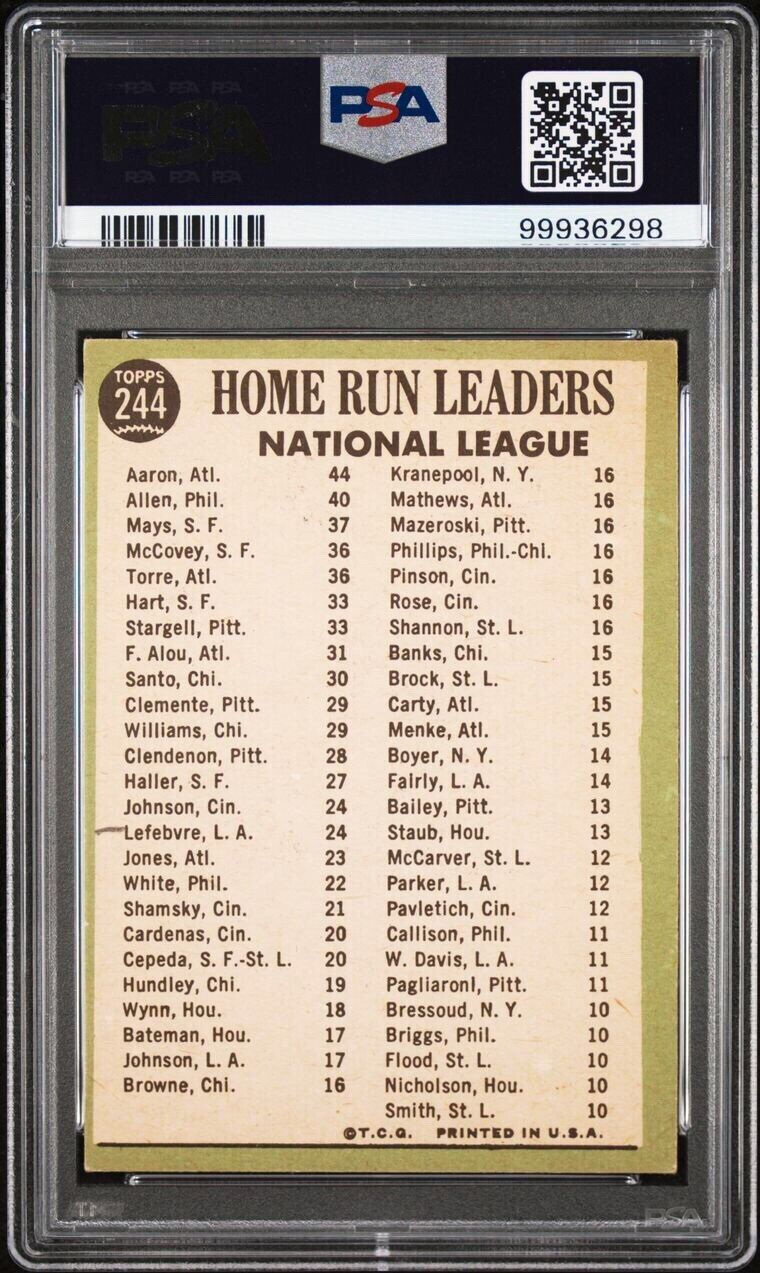 PSA PSA PSA
PSA
PSA PSA PSA
PSA
99936298
TOPPS
244
HOME RUN LEADERS
NATIONAL LEAGUE
Aaron, Atl. 44 Kranepool, N. Y. 16
Allen, Phil. 40 Mathews, Atl. 16
Mays, S. F. 37 Mazeroski, Pitt. 16
McCovey, S. F. 36 Phillips, Phil.-Chi. 16
Torre, Atl. 36 Pinson, Cin. 16
Hart, S. F. 33 Rose, Cin. 16
Stargell, Pitt. 33 Shannon, St. L. 16
F. Alou, Atl. 31 Banks, Chi. 15
Santo, Chi. 30 Brock, St. L. 15
Clemente, Pitt. 29 Carty, Atl. 15
Williams, Chi. 29 Menke, Atl. 15
Clendenon, Pitt. 28 Boyer, N. Y. 14
Haller, S. F. 27 Fairly, L. A. 14
Johnson, Cin. 24 Bailey, Pitt. 13
Lefebvre, L. A. 24 Staub, Hou. 13
Jones, Atl. 23 McCarver, St. L. 12
White, Phil. 22 Parker, L. A. 12
Shamsky, Cin. 21 Pavletich, Cin. 12
Cardenas, Cin. 20 Callison, Phil. 11
Cepeda, S. F.-St. L. 20 W. Davis, L. A. 11
Hundley, Chi. 19 Pagliaroni, Pitt. 11
Wynn, Hou. 18 Bressoud, N. Y. 10
Bateman, Hou. 17 Briggs, Phil. 10
Johnson, L. A. 17 Flood, St. L. 10
Browne, Chi. 16 Nicholson, Hou. 10
Smith, St. L. 10
©T.C.G. PRINTED IN U.S.A.
PSA